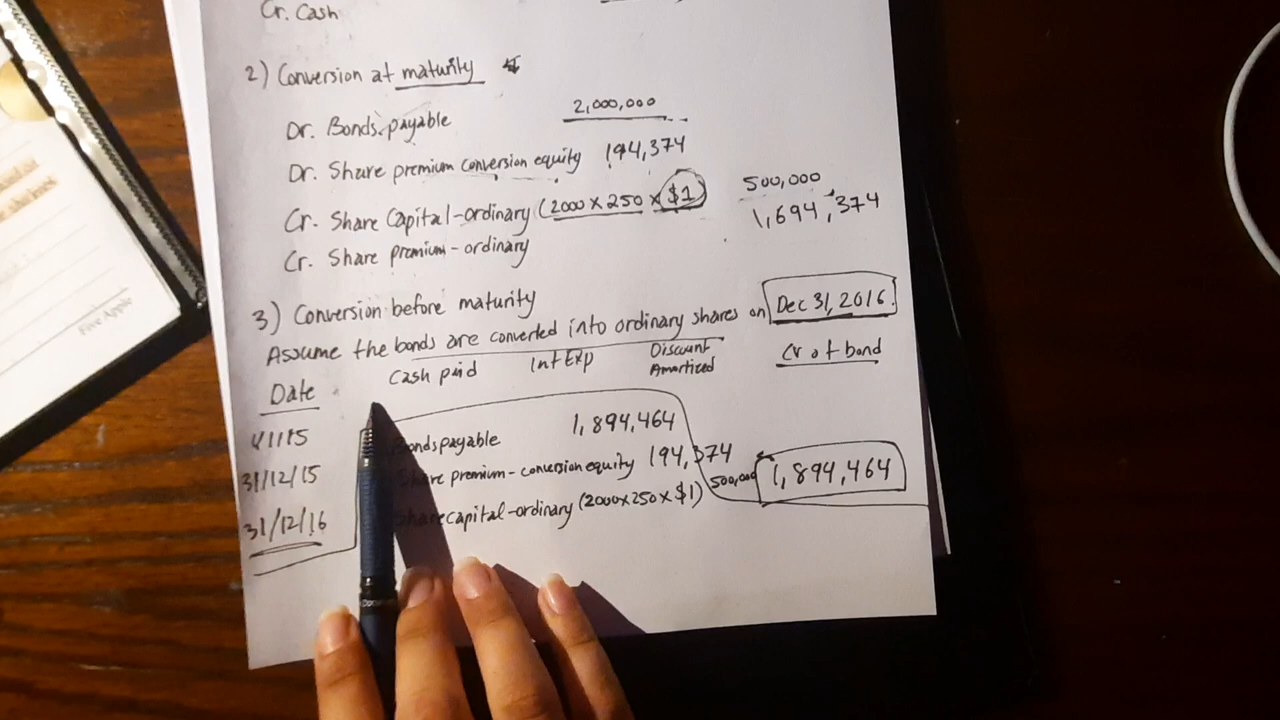 Cr. Cash
2) Conversion at maturity
Dr. Bonds payable 2,000,000
Dr. Share premium conversion equity 194,374
Cr. Share Capital-ordinary (2000 × 250 × $1) 500,000
Cr. Share premium - ordinary 1,694,374
3) Conversion before maturity
Assume the bonds are converted into ordinary shares on Dec 31, 2016.
Date Cash paid Int Exp Discount Amortized Cv of bond
1/1/15
Bonds payable 1,894,464
31/12/15
Share premium - conversion equity 194,374
1,894,464
31/12/16
Share capital-ordinary (2000×250×$1) 500,000
Five Apple